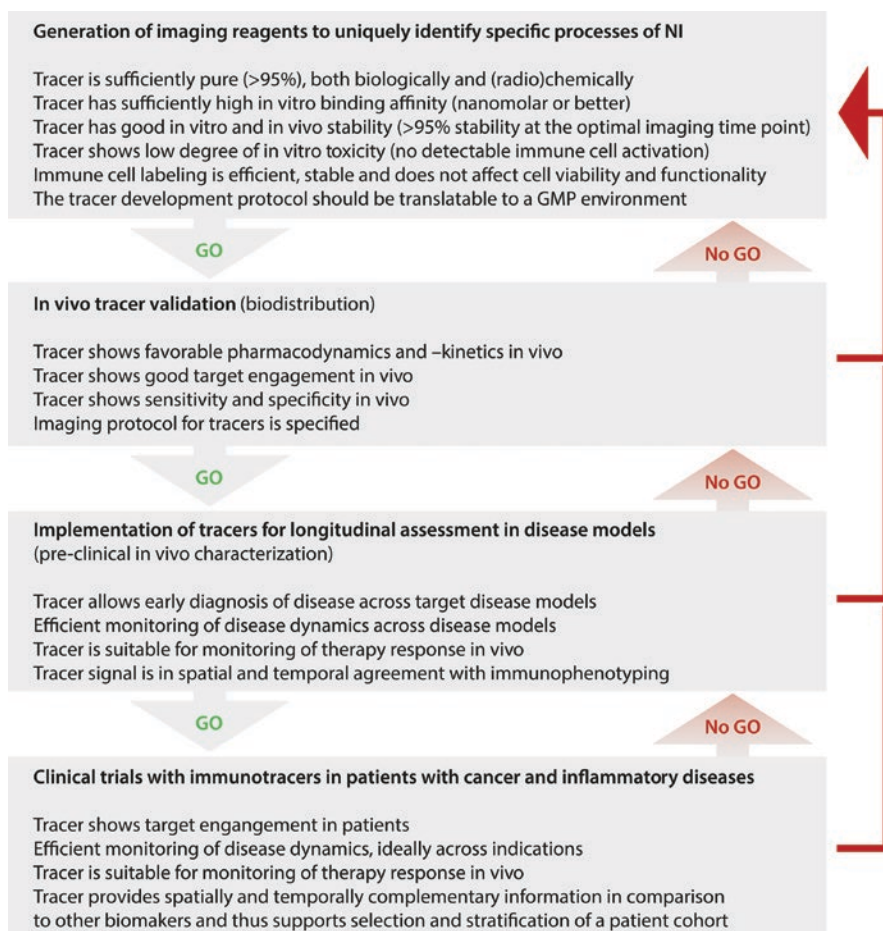 Generation of imaging reagents to uniquely identify specific processes of NI
Tracer is sufficiently pure (>95%), both biologically and (radio)chemically
Tracer has sufficiently high in vitro binding affinity (nanomolar or better)
Tracer has good in vitro and in vivo stability (>95% stability at the optimal imaging time point)
Tracer shows low degree of in vitro toxicity (no detectable immune cell activation)
Immune cell labeling is efficient, stable and does not affect cell viability and functionality
The tracer development protocol should be translatable to a GMP environment
GO
No GO
In vivo tracer validation (biodistribution)
Tracer shows favorable pharmacodynamics and –kinetics in vivo
Tracer shows good target engagement in vivo
Tracer shows sensitivity and specificity in vivo
Imaging protocol for tracers is specified
GO
No GO
Implementation of tracers for longitudinal assessment in disease models
(pre-clinical in vivo characterization)
Tracer allows early diagnosis of disease across target disease models
Efficient monitoring of disease dynamics across disease models
Tracer is suitable for monitoring of therapy response in vivo
Tracer signal is in spatial and temporal agreement with immunophenotyping
GO
No GO
Clinical trials with immunotracers in patients with cancer and inflammatory diseases
Tracer shows target engangement in patients
Efficient monitoring of disease dynamics, ideally across indications
Tracer is suitable for monitoring of therapy response in vivo
Tracer provides spatially and temporally complementary information in comparison
to other biomakers and thus supports selection and stratification of a patient cohort